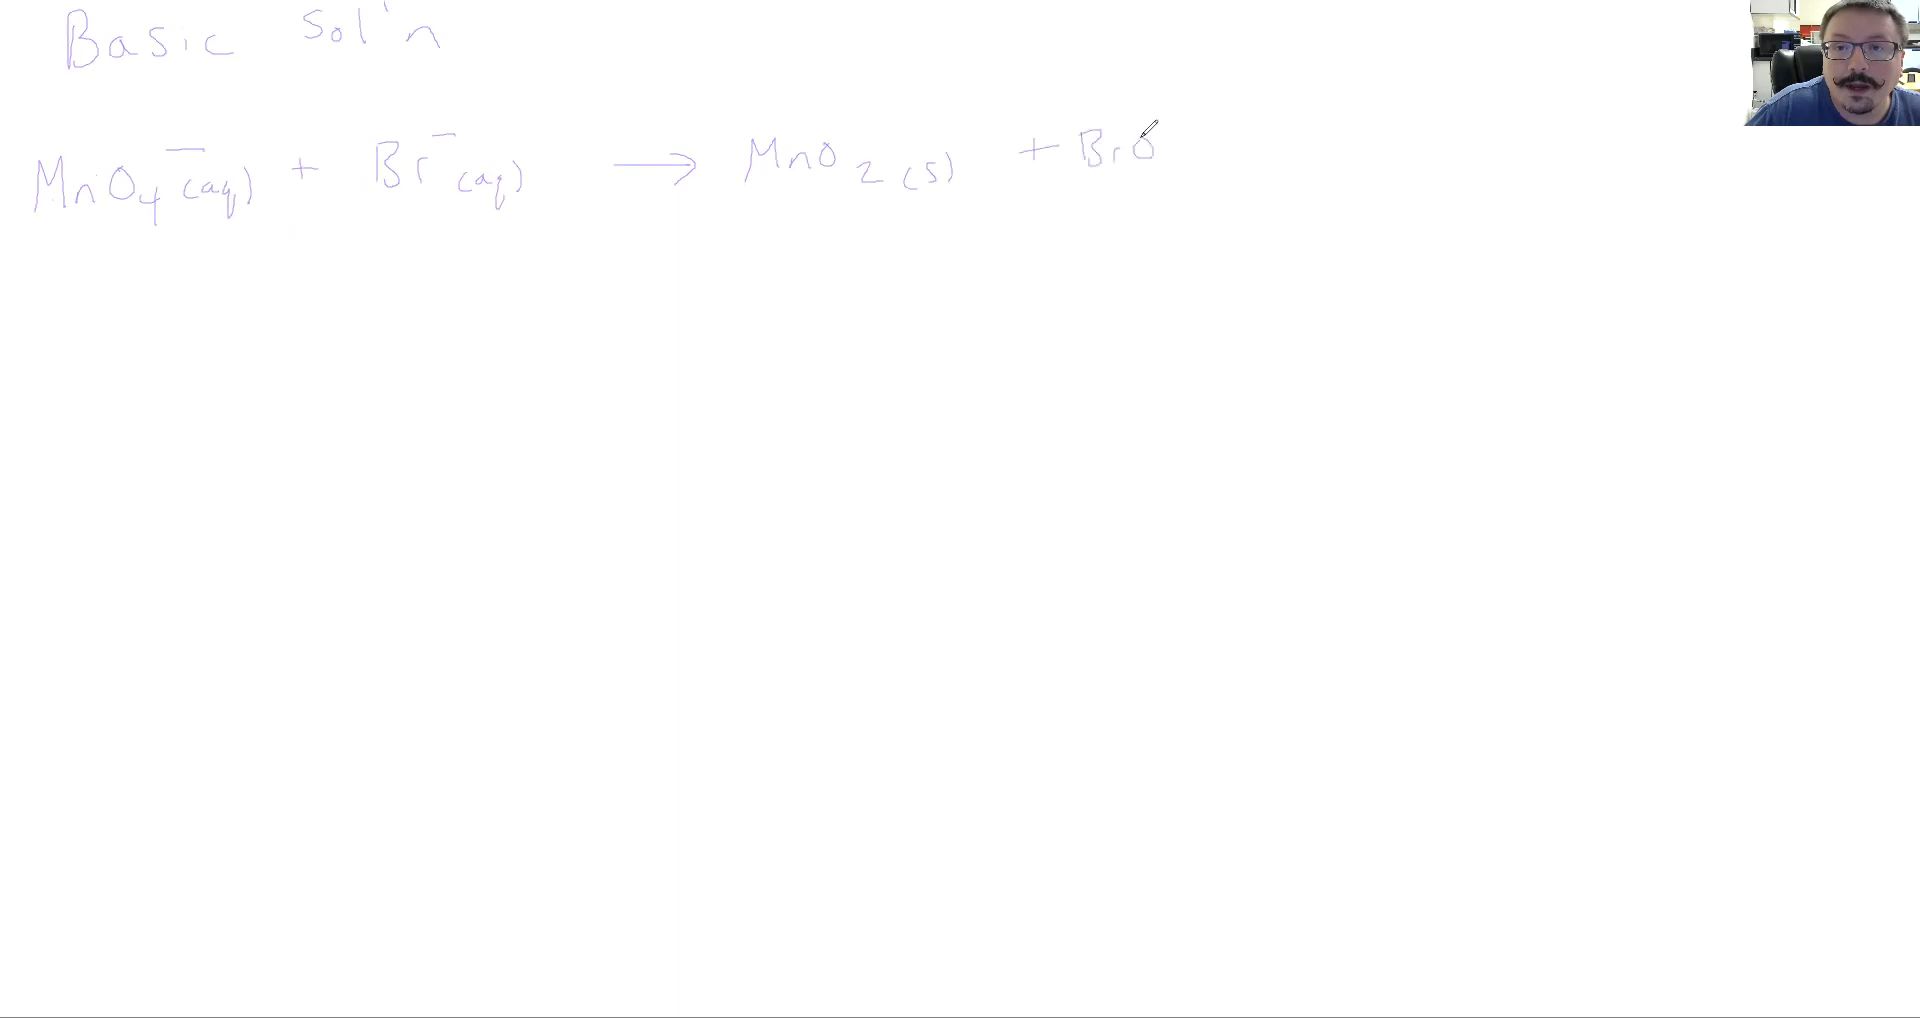 Basic Sol'n
MnO₄⁻(aq) + Br⁻(aq) → MnO₂(s) + BrO